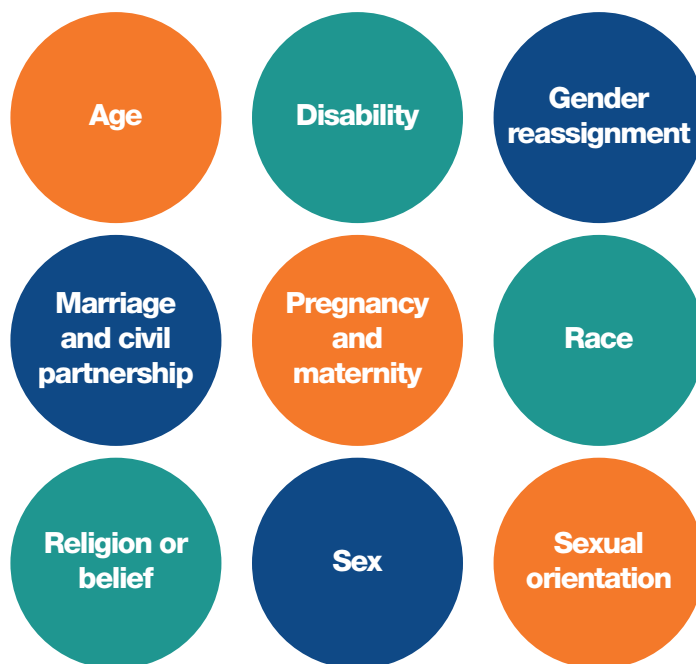 Age
Disability
Gender
reassignment
Marriage
and civil
partnership
Pregnancy
and
maternity
Race
Religion or
belief
Sex
Sexual
orientation